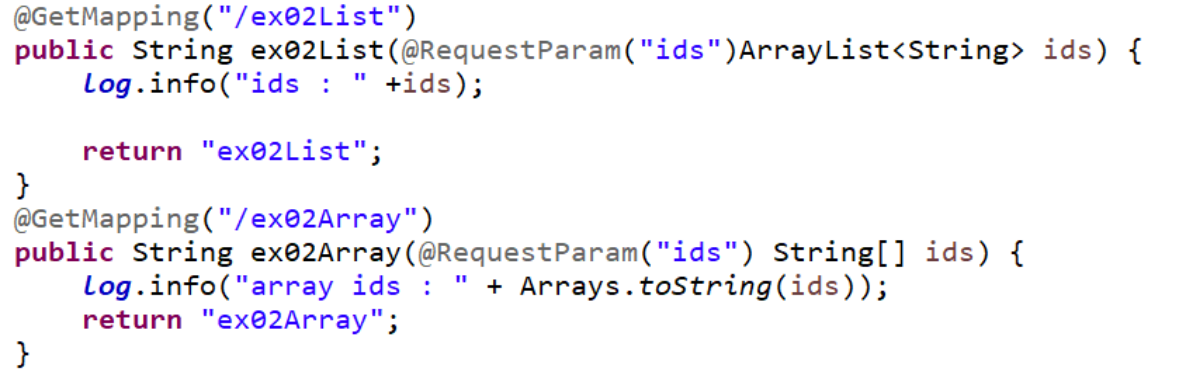 @GetMapping("/ex02List")
public String ex02List(@RequestParam("ids")ArrayList<String> ids) {
    log.info("ids : " +ids);
    return "ex02List";
}
@GetMapping("/ex02Array")
public String ex02Array(@RequestParam("ids") String[] ids) {
    log.info("array ids : " + Arrays.toString(ids));
    return "ex02Array";
}